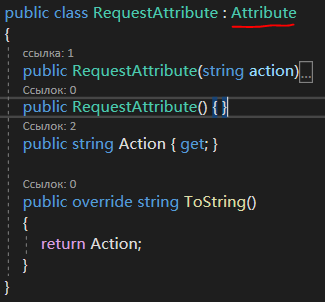 public class RequestAttribute : Attribute
{
ссылка: 1
public RequestAttribute(string action)...
Ссылок: 0
public RequestAttribute() { }
Ссылок: 2
public string Action { get; }
Ссылок: 0
public override string ToString()
{
return Action;
}
}